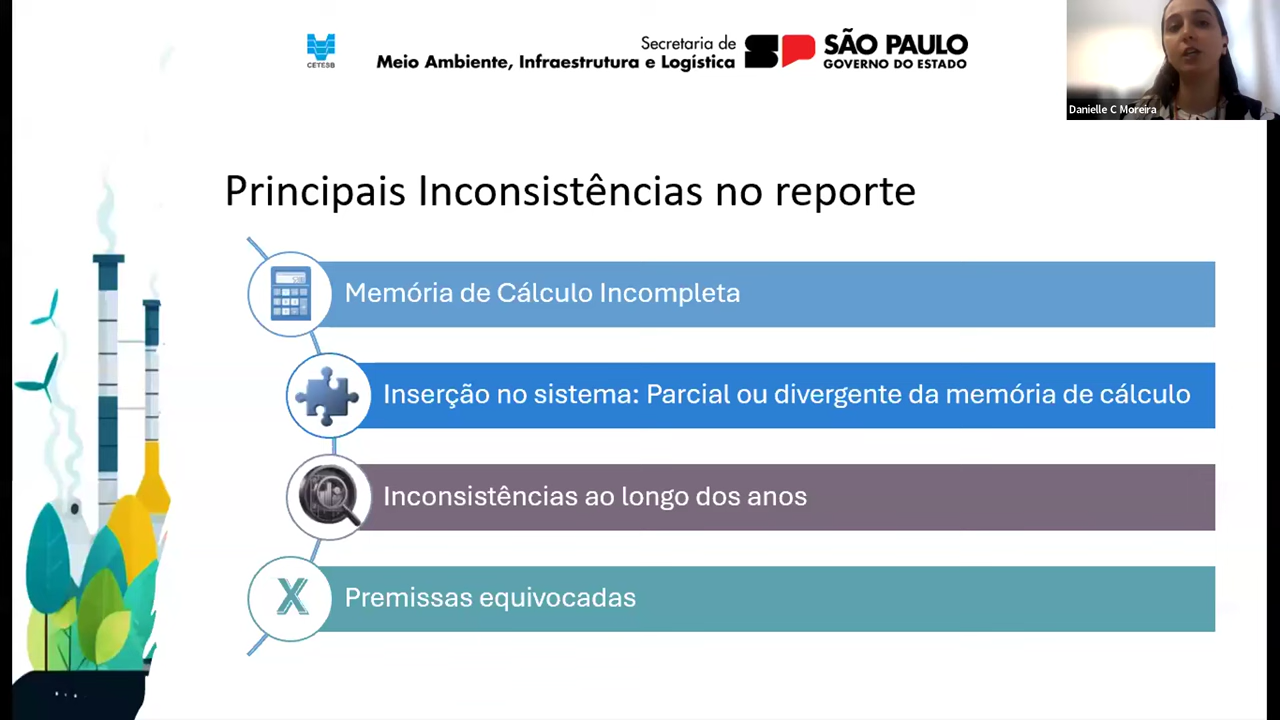 CETESB
Secretaria de
Meio Ambiente, Infraestrutura e Logística
SP
SÃO PAULO
GOVERNO DO ESTADO
Danielle C Moreira
Principais Inconsistências no reporte
Memória de Cálculo Incompleta
Inserção no sistema: Parcial ou divergente da memória de cálculo
Inconsistências ao longo dos anos
X
Premissas equivocadas